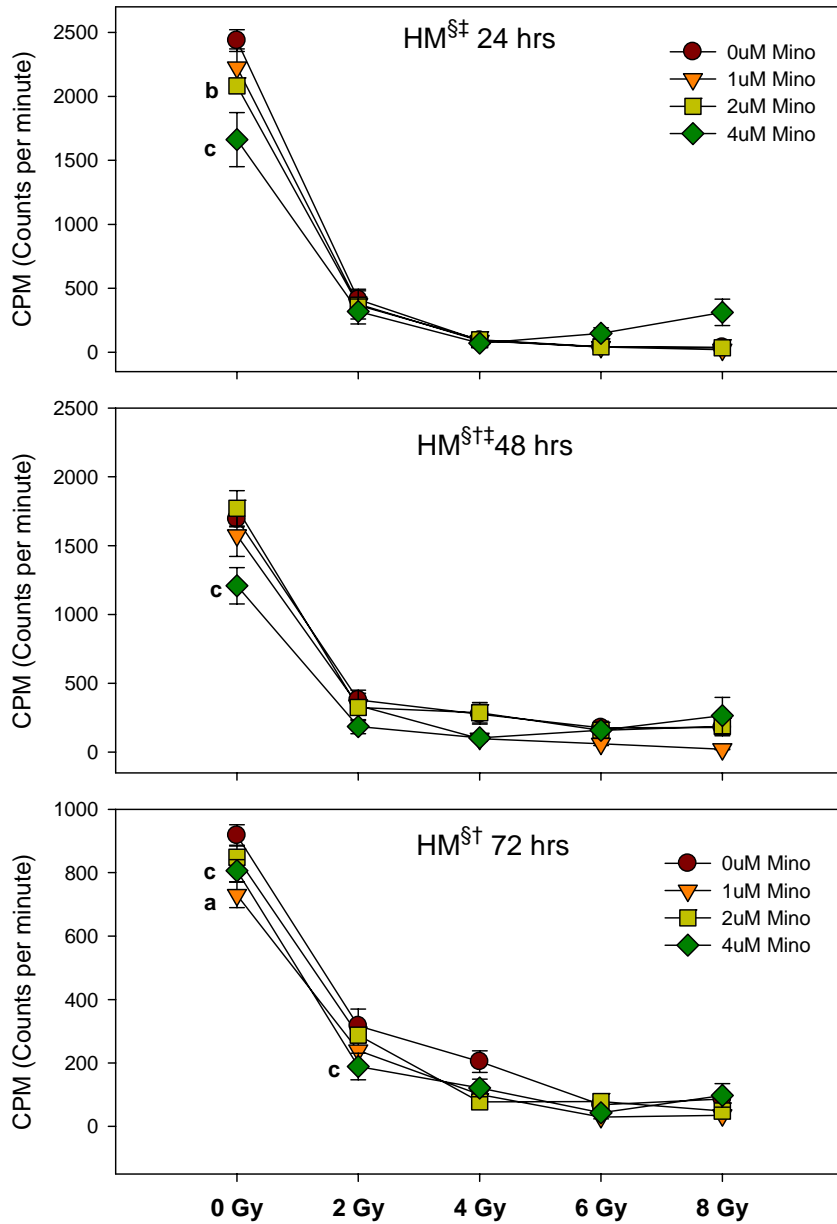 HM§‡ 24 hrs
0uM Mino
1uM Mino
2uM Mino
4uM Mino
CPM (Counts per minute)
2500
2000
1500
1000
500
0
b
c
HM§†‡48 hrs
CPM (Counts per minute)
2500
2000
1500
1000
500
0
c
HM§† 72 hrs
0uM Mino
1uM Mino
2uM Mino
4uM Mino
CPM (Counts per minute)
1000
800
600
400
200
0
c
a
c
0 Gy
2 Gy
4 Gy
6 Gy
8 Gy